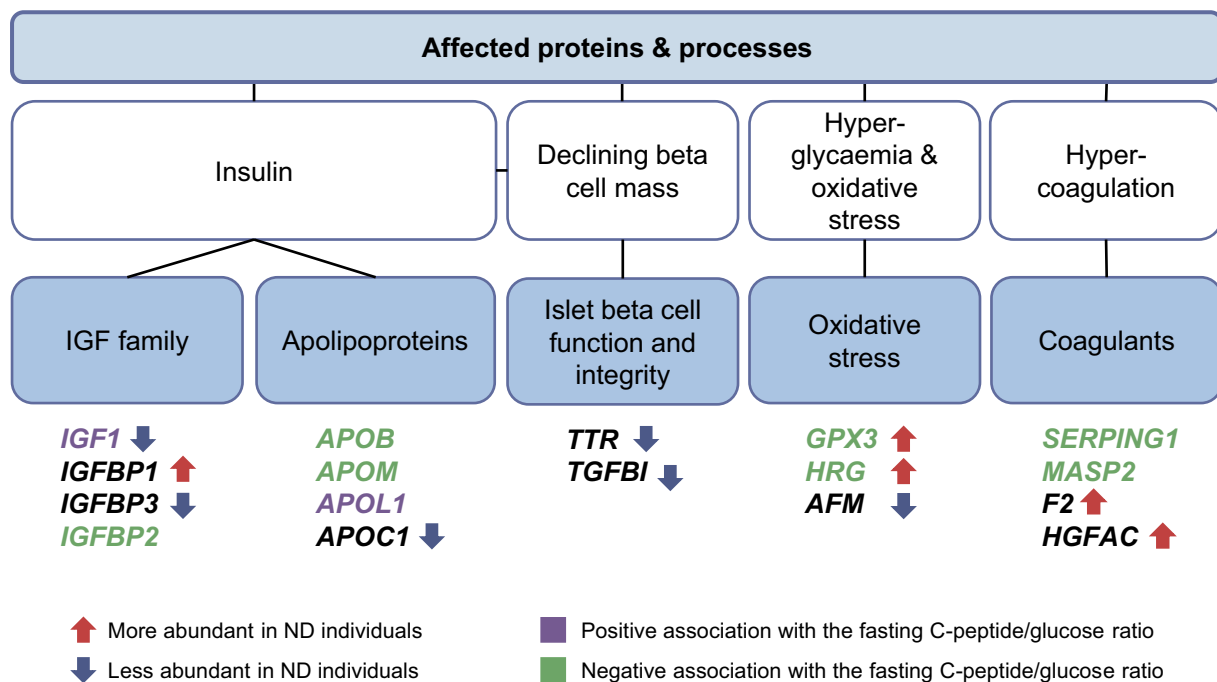 Affected proteins & processes
Insulin
Declining beta
cell mass
Hyper-
glycaemia &
oxidative
stress
Hyper-
coagulation
IGF family
Apolipoproteins
Islet beta cell
function and
integrity
Oxidative
stress
Coagulants
IGF1
IGFBP1
IGFBP3
IGFBP2
APOB
APOM
APOL1
APOC1
TTR
TGFBI
GPX3
HRG
AFM
SERPING1
MASP2
F2
HGFAC
More abundant in ND individuals
Less abundant in ND individuals
Positive association with the fasting C-peptide/glucose ratio
Negative association with the fasting C-peptide/glucose ratio